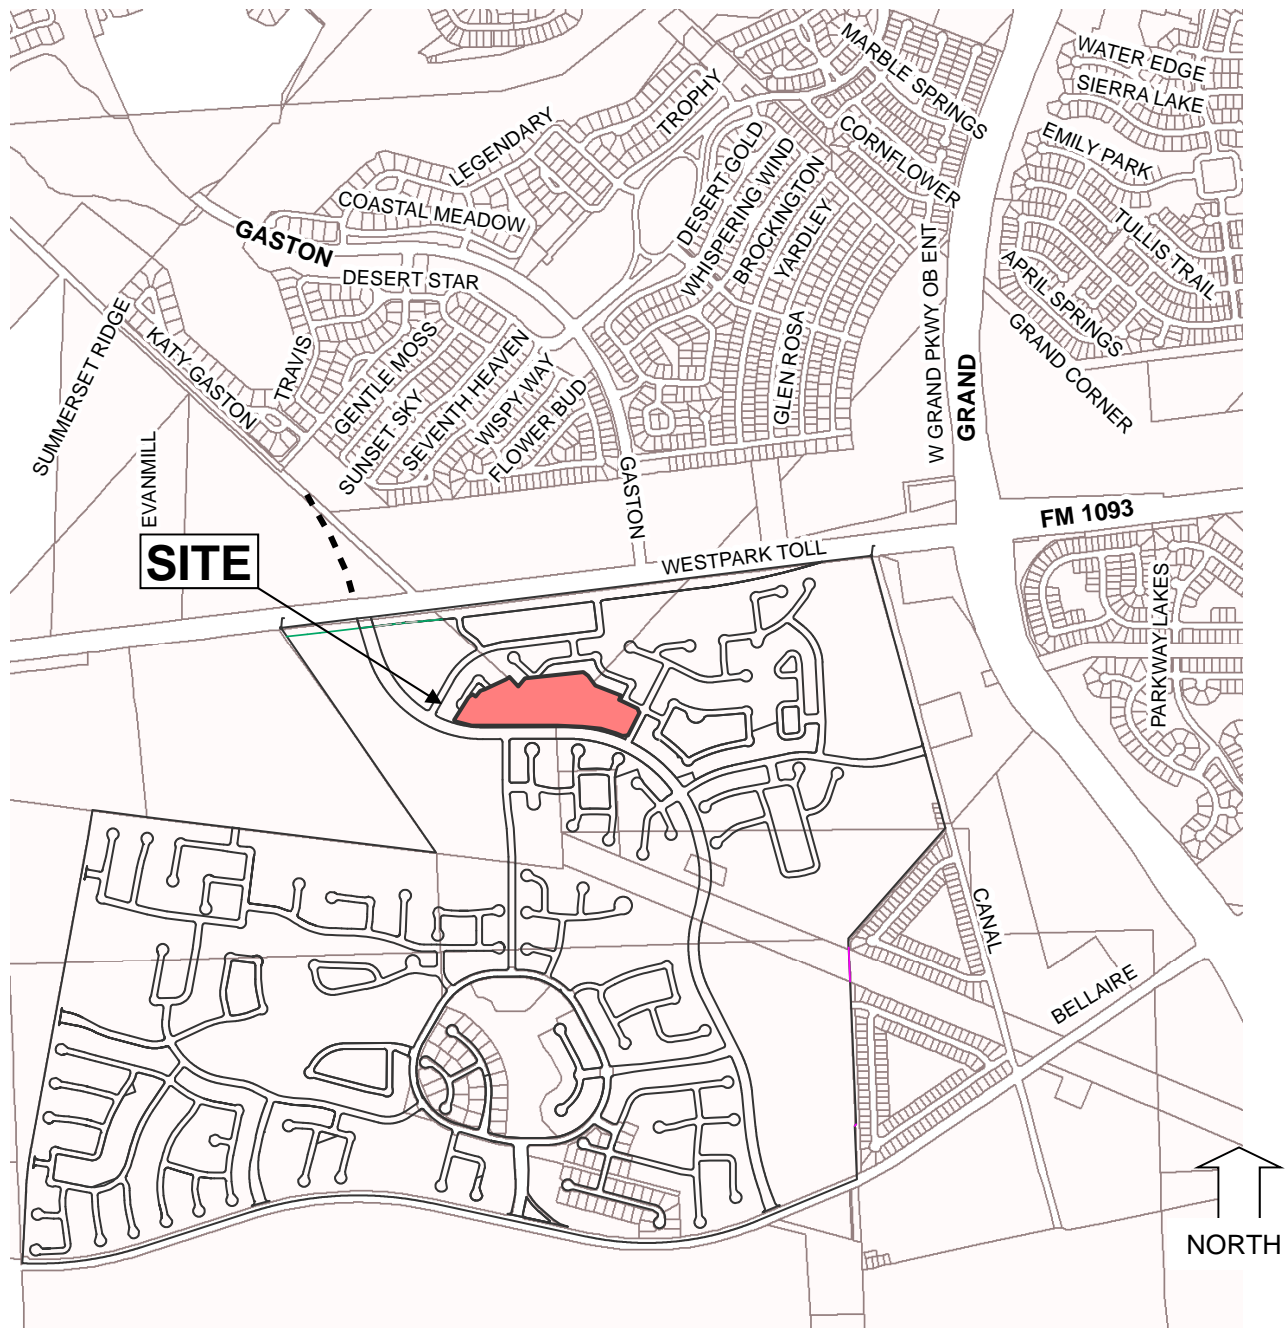 MARBLE SPRINGS
WATER EDGE
SIERRA LAKE
TROPHY
LEGENDARY
CORNFLOWER
EMILY PARK
DESERT GOLD
WHISPERING WIND
BROCKINGTON
YARDLEY
COASTAL MEADOW
GASTON
DESERT STAR
TULLIS TRAIL
APRIL SPRINGS
GRAND CORNER
W GRAND PKWY OB ENT
GRAND
SUMMERSET RIDGE
KATY-GASTON
TRAVIS
GENTLE MOSS
SUNSET SKY
SEVENTH HEAVEN
WISPY WAY
FLOWER BUD
GLEN ROSA
EVANMILL
GASTON
FM 1093
SITE
WESTPARK TOLL
PARKWAY LAKES
CANAL
BELLAIRE
NORTH